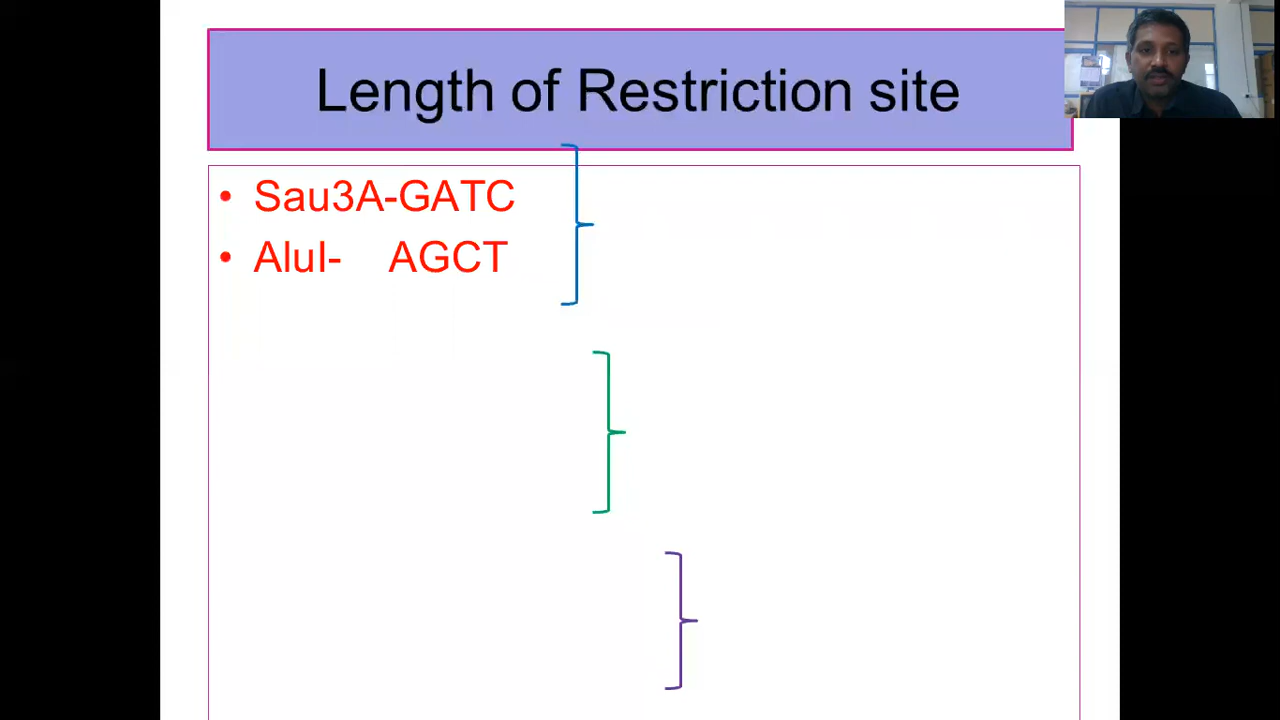 Length of Restriction site
• Sau3A-GATC
• AluI- AGCT